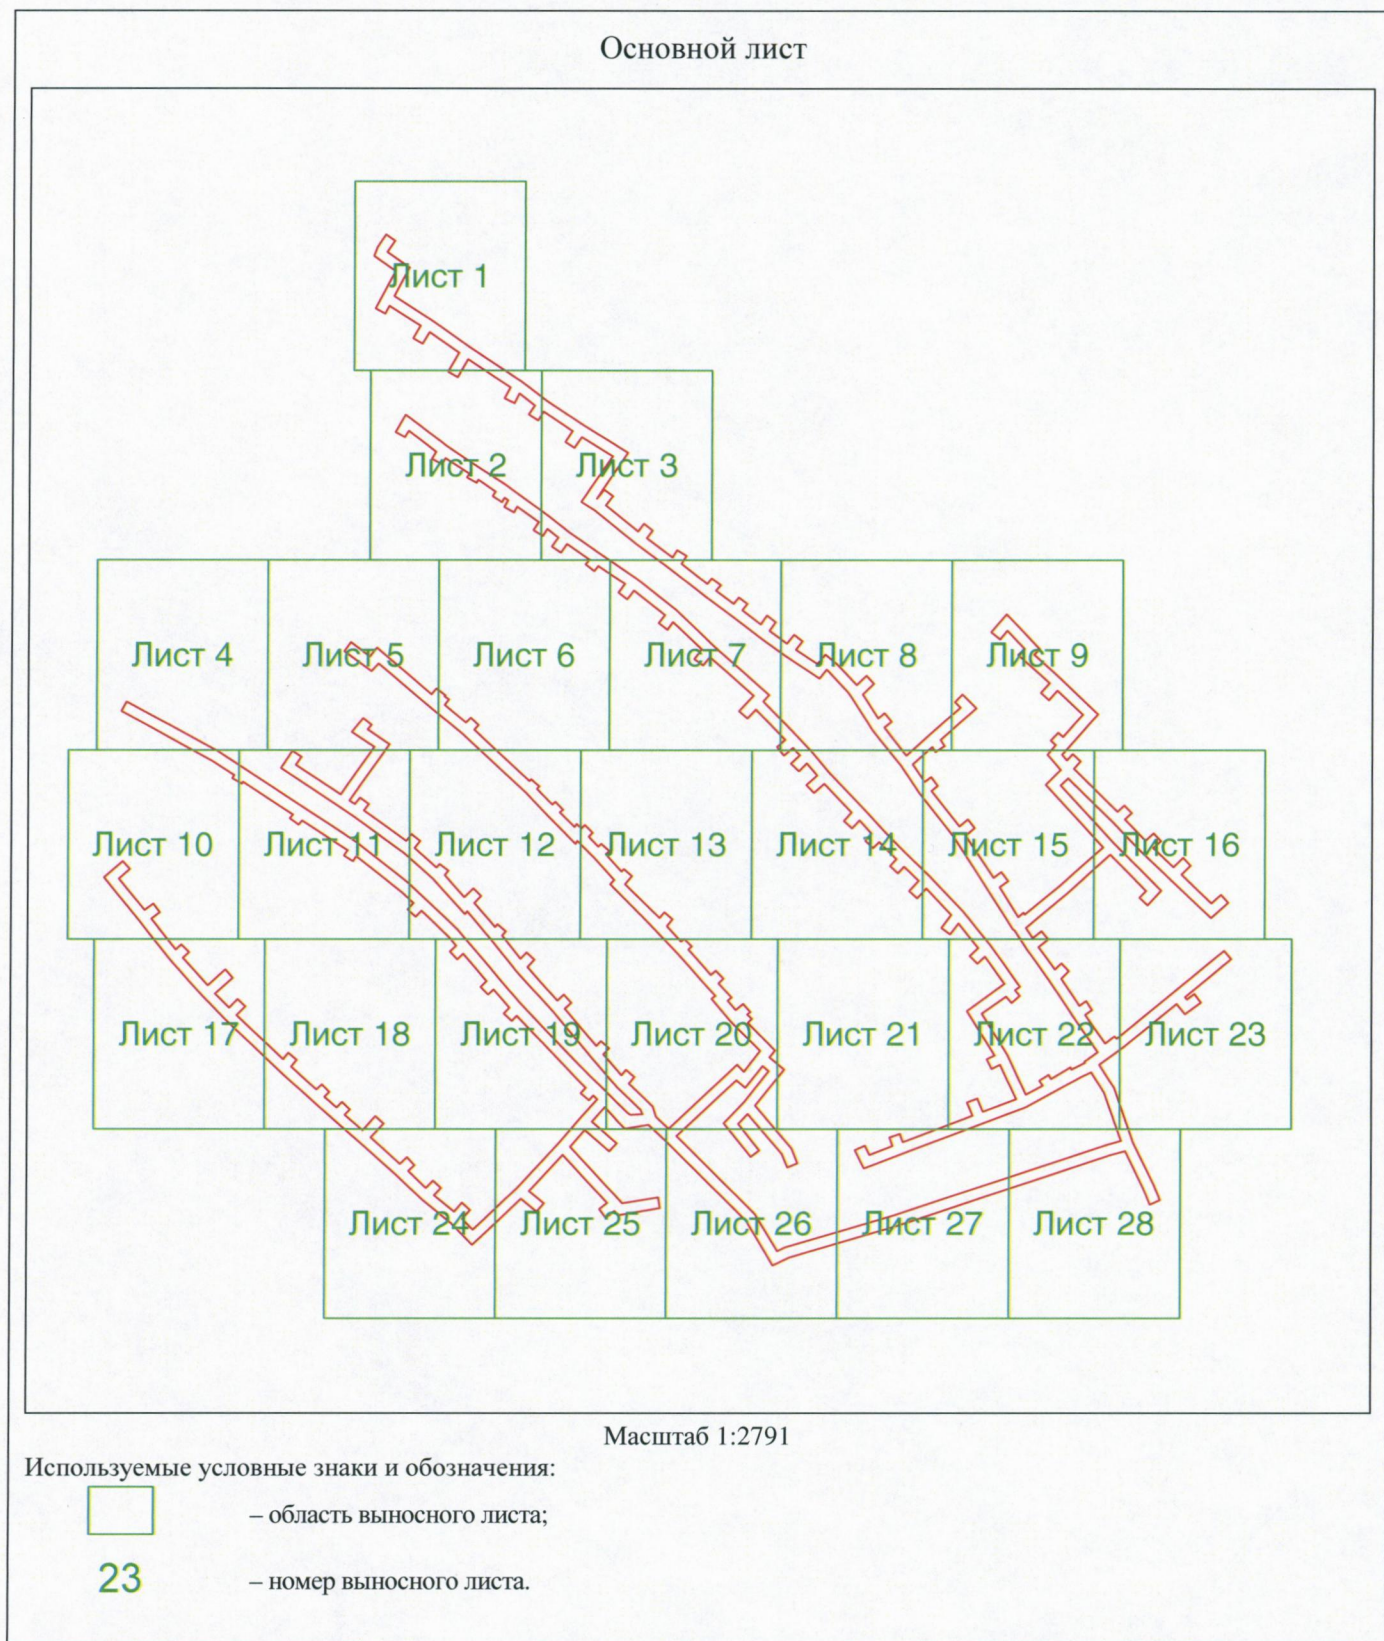 Основной лист
Лист 1
Лист 2
Лист 3
Лист 4
Лист 5
Лист 6
Лист 7
Лист 8
Лист 9
Лист 10
Лист 11
Лист 12
Лист 13
Лист 14
Лист 15
Лист 16
Лист 17
Лист 18
Лист 19
Лист 20
Лист 21
Лист 22
Лист 23
Лист 24
Лист 25
Лист 26
Лист 27
Лист 28
Масштаб 1:2791
Используемые условные знаки и обозначения:
– область выносного листа;
23 – номер выносного листа.